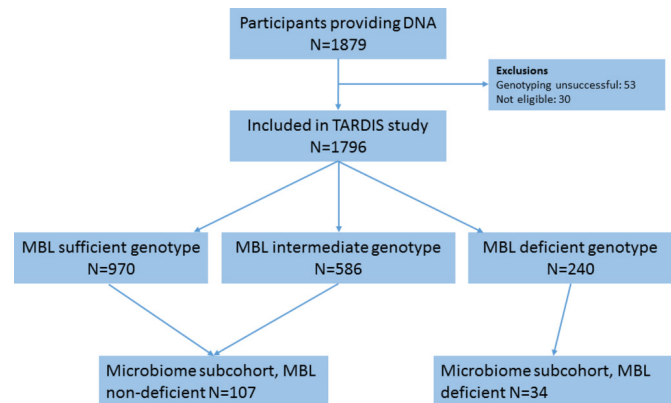 Participants providing DNA
N=1879
Exclusions
Genotyping unsuccessful: 53
Not eligible: 30
Included in TARDIS study
N=1796
MBL sufficient genotype
N=970
MBL intermediate genotype
N=586
MBL deficient genotype
N=240
Microbiome subcohort, MBL
non-deficient N=107
Microbiome subcohort, MBL
deficient N=34